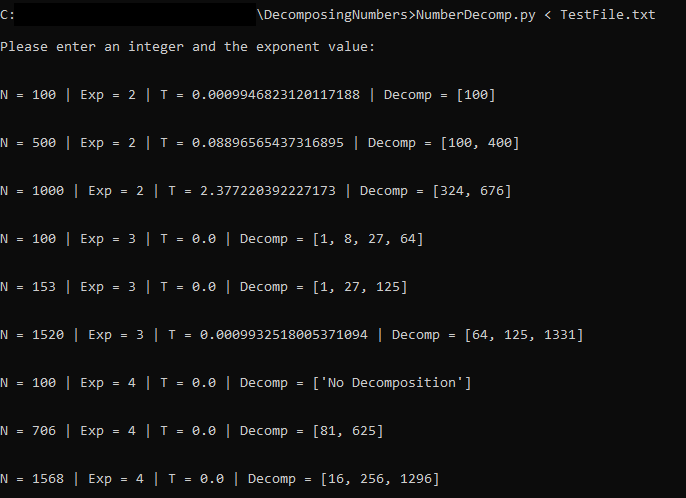 C:\DecomposingNumbers>NumberDecomp.py < TestFile.txt
Please enter an integer and the exponent value:
N = 100 | Exp = 2 | T = 0.0009946823120117188 | Decomp = [100]
N = 500 | Exp = 2 | T = 0.08896565437316895 | Decomp = [100, 400]
N = 1000 | Exp = 2 | T = 2.377220392227173 | Decomp = [324, 676]
N = 100 | Exp = 3 | T = 0.0 | Decomp = [1, 8, 27, 64]
N = 153 | Exp = 3 | T = 0.0 | Decomp = [1, 27, 125]
N = 1520 | Exp = 3 | T = 0.0009932518005371094 | Decomp = [64, 125, 1331]
N = 100 | Exp = 4 | T = 0.0 | Decomp = ['No Decomposition']
N = 706 | Exp = 4 | T = 0.0 | Decomp = [81, 625]
N = 1568 | Exp = 4 | T = 0.0 | Decomp = [16, 256, 1296]